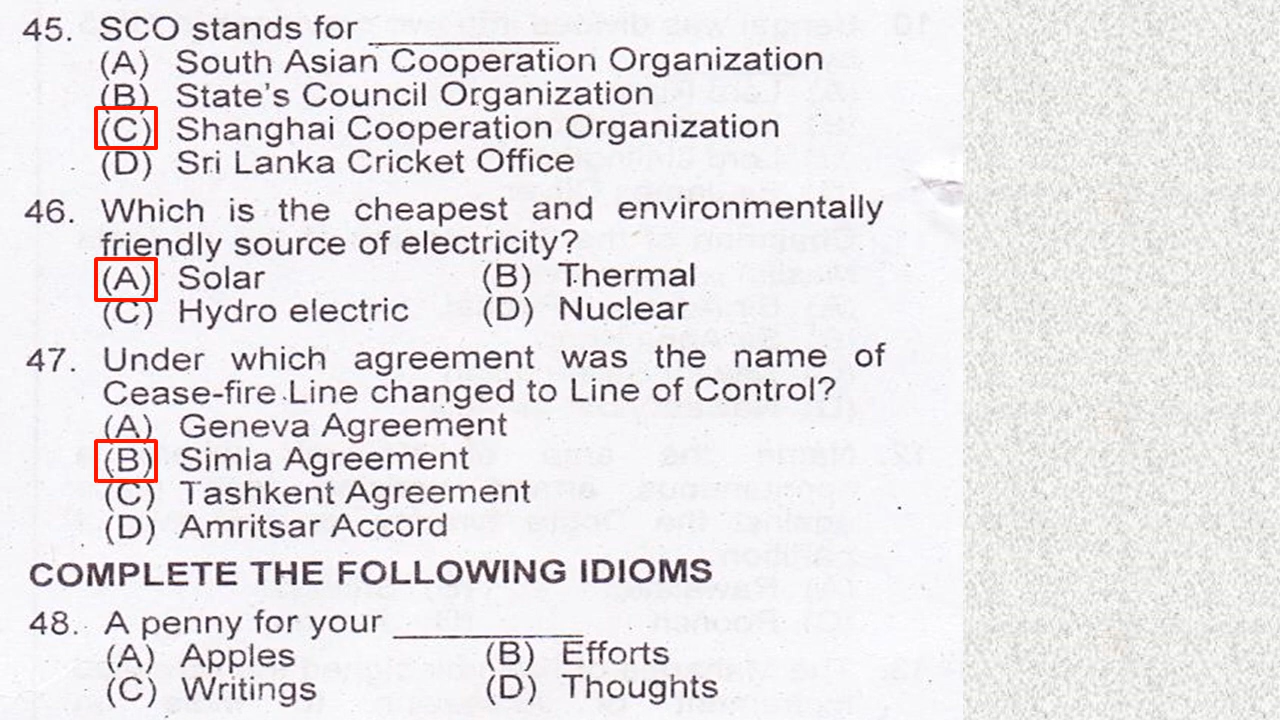 45. SCO stands for ___________
(A) South Asian Cooperation Organization
(B) State's Council Organization
(C) Shanghai Cooperation Organization
(D) Sri Lanka Cricket Office
46. Which is the cheapest and environmentally
friendly source of electricity?
(A) Solar (B) Thermal
(C) Hydro electric (D) Nuclear
47. Under which agreement was the name of
Cease-fire Line changed to Line of Control?
(A) Geneva Agreement
(B) Simla Agreement
(C) Tashkent Agreement
(D) Amritsar Accord
COMPLETE THE FOLLOWING IDIOMS
48. A penny for your ___________
(A) Apples (B) Efforts
(C) Writings (D) Thoughts